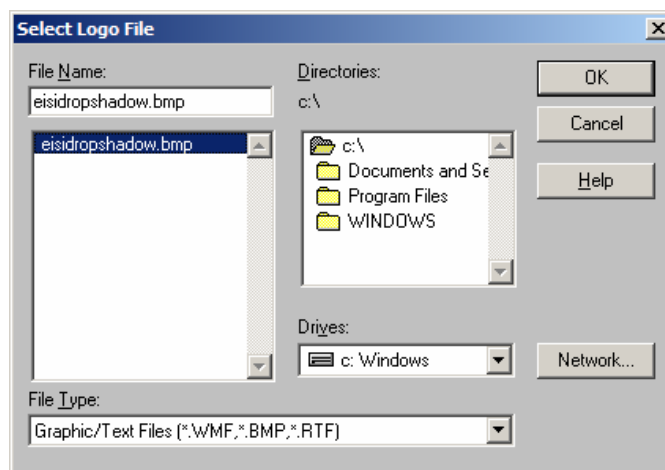 Select Logo File
File Name:
eisidropshadow.bmp
eisidropshadow.bmp
Directories:
c:\
c:\
Documents and Se
Program Files
WINDOWS
OK
Cancel
Help
Drives:
c: Windows
Network...
File Type:
Graphic/Text Files (*.WMF,*.BMP,*.RTF)